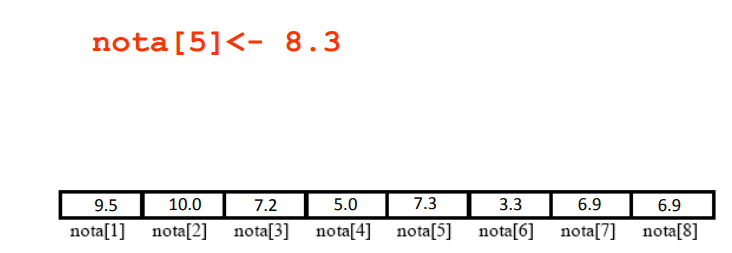 nota[5]<- 8.3
9.5 10.0 7.2 5.0 7.3 3.3 6.9 6.9
nota[1] nota[2] nota[3] nota[4] nota[5] nota[6] nota[7] nota[8]